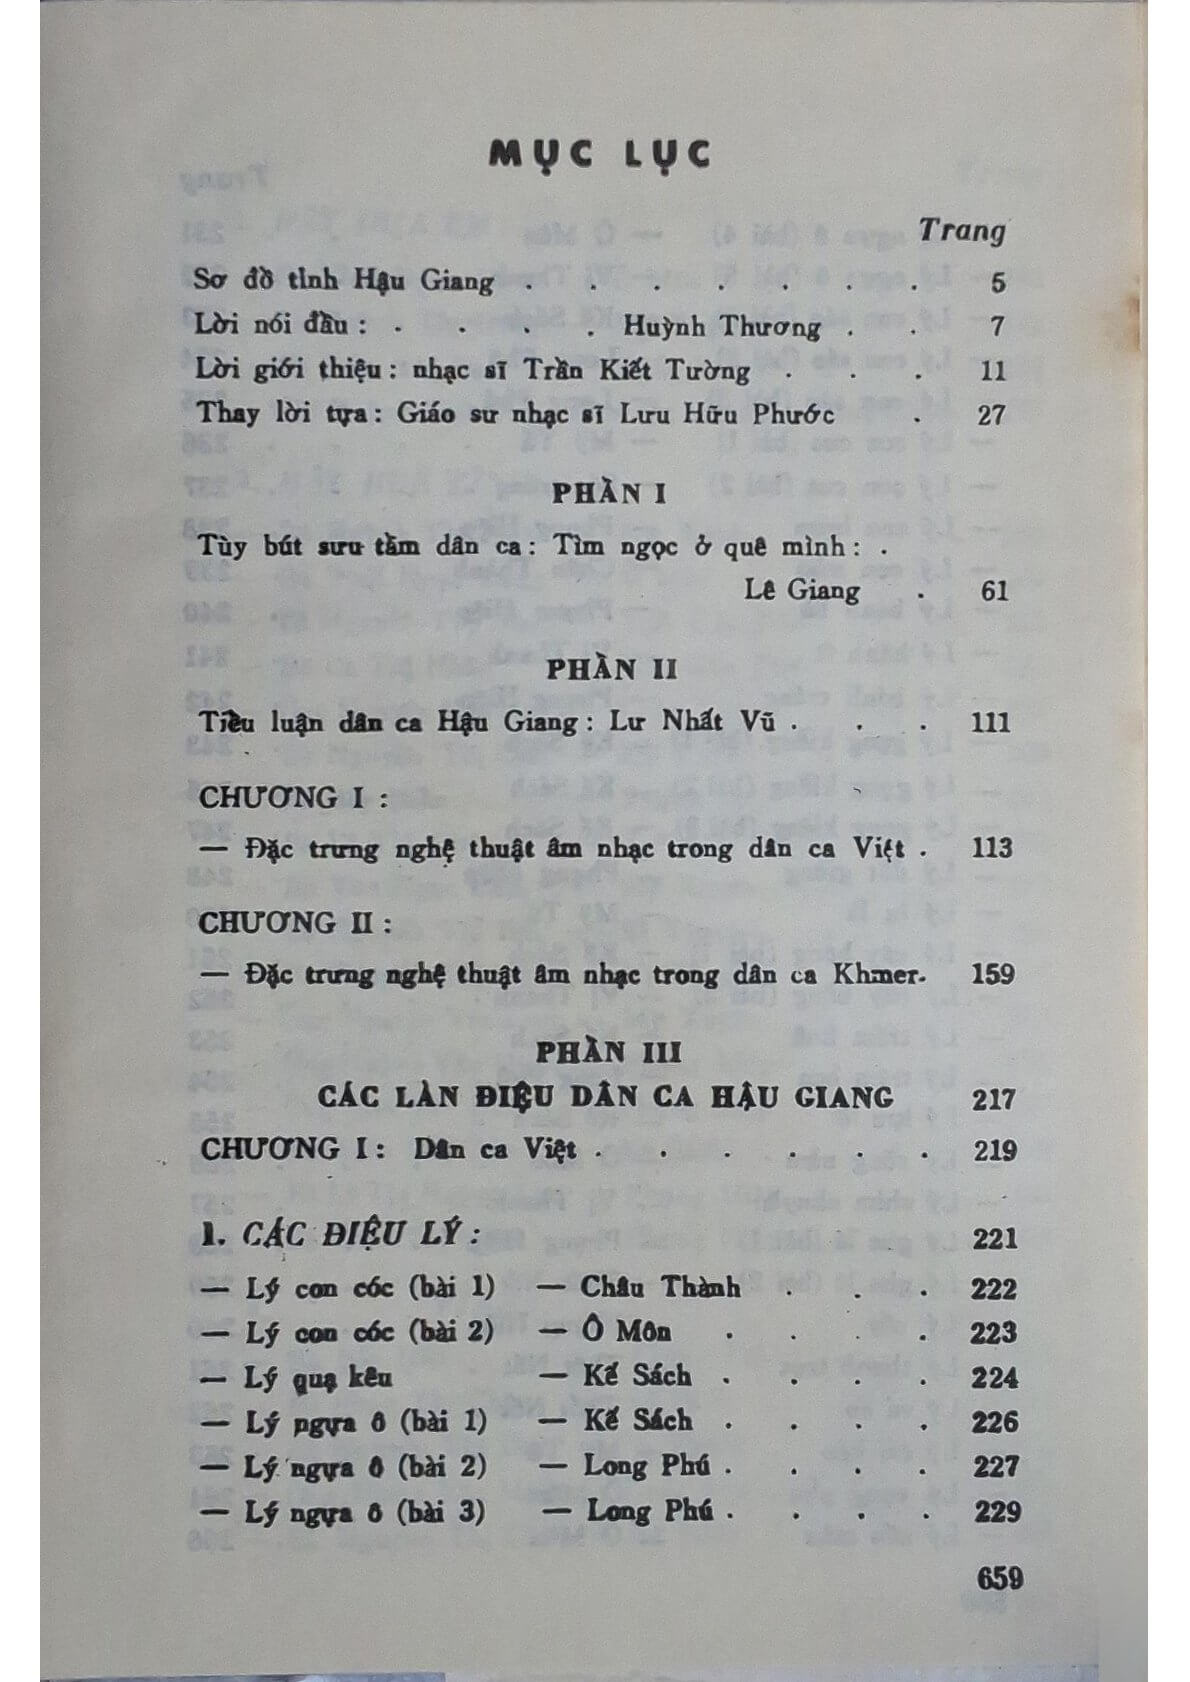 MỤC LỤC
Trang
Sơ đồ tỉnh Hậu Giang . . . . . . . 5
Lời nói đầu : . . . . Huỳnh Thương . . 7
Lời giới thiệu : nhạc sĩ Trần Kiết Tường . . . 11
Thay lời tựa : Giáo sư nhạc sĩ Lưu Hữu Phước . 27
PHẦN I
Tùy bút sưu tầm dân ca : Tìm ngọc ở quê mình : .
Lê Giang . 61
PHẦN II
Tiểu luận dân ca Hậu Giang : Lư Nhất Vũ . . . 111
CHƯƠNG I :
— Đặc trưng nghệ thuật âm nhạc trong dân ca Việt . 113
CHƯƠNG II :
— Đặc trưng nghệ thuật âm nhạc trong dân ca Khmer. 159
PHẦN III
CÁC LÀN ĐIỆU DÂN CA HẬU GIANG 217
CHƯƠNG I : Dân ca Việt . . . . . . 219
1. CÁC ĐIỆU LÝ : 221
— Lý con cóc (bài 1) — Châu Thành . . . 222
— Lý con cóc (bài 2) — Ô Môn . . . . 223
— Lý quạ kêu — Kế Sách . . . . 224
— Lý ngựa ô (bài 1) — Kế Sách . . . . 226
— Lý ngựa ô (bài 2) — Long Phú . . . . 227
— Lý ngựa ô (bài 3) — Long Phú . . . . 229
659